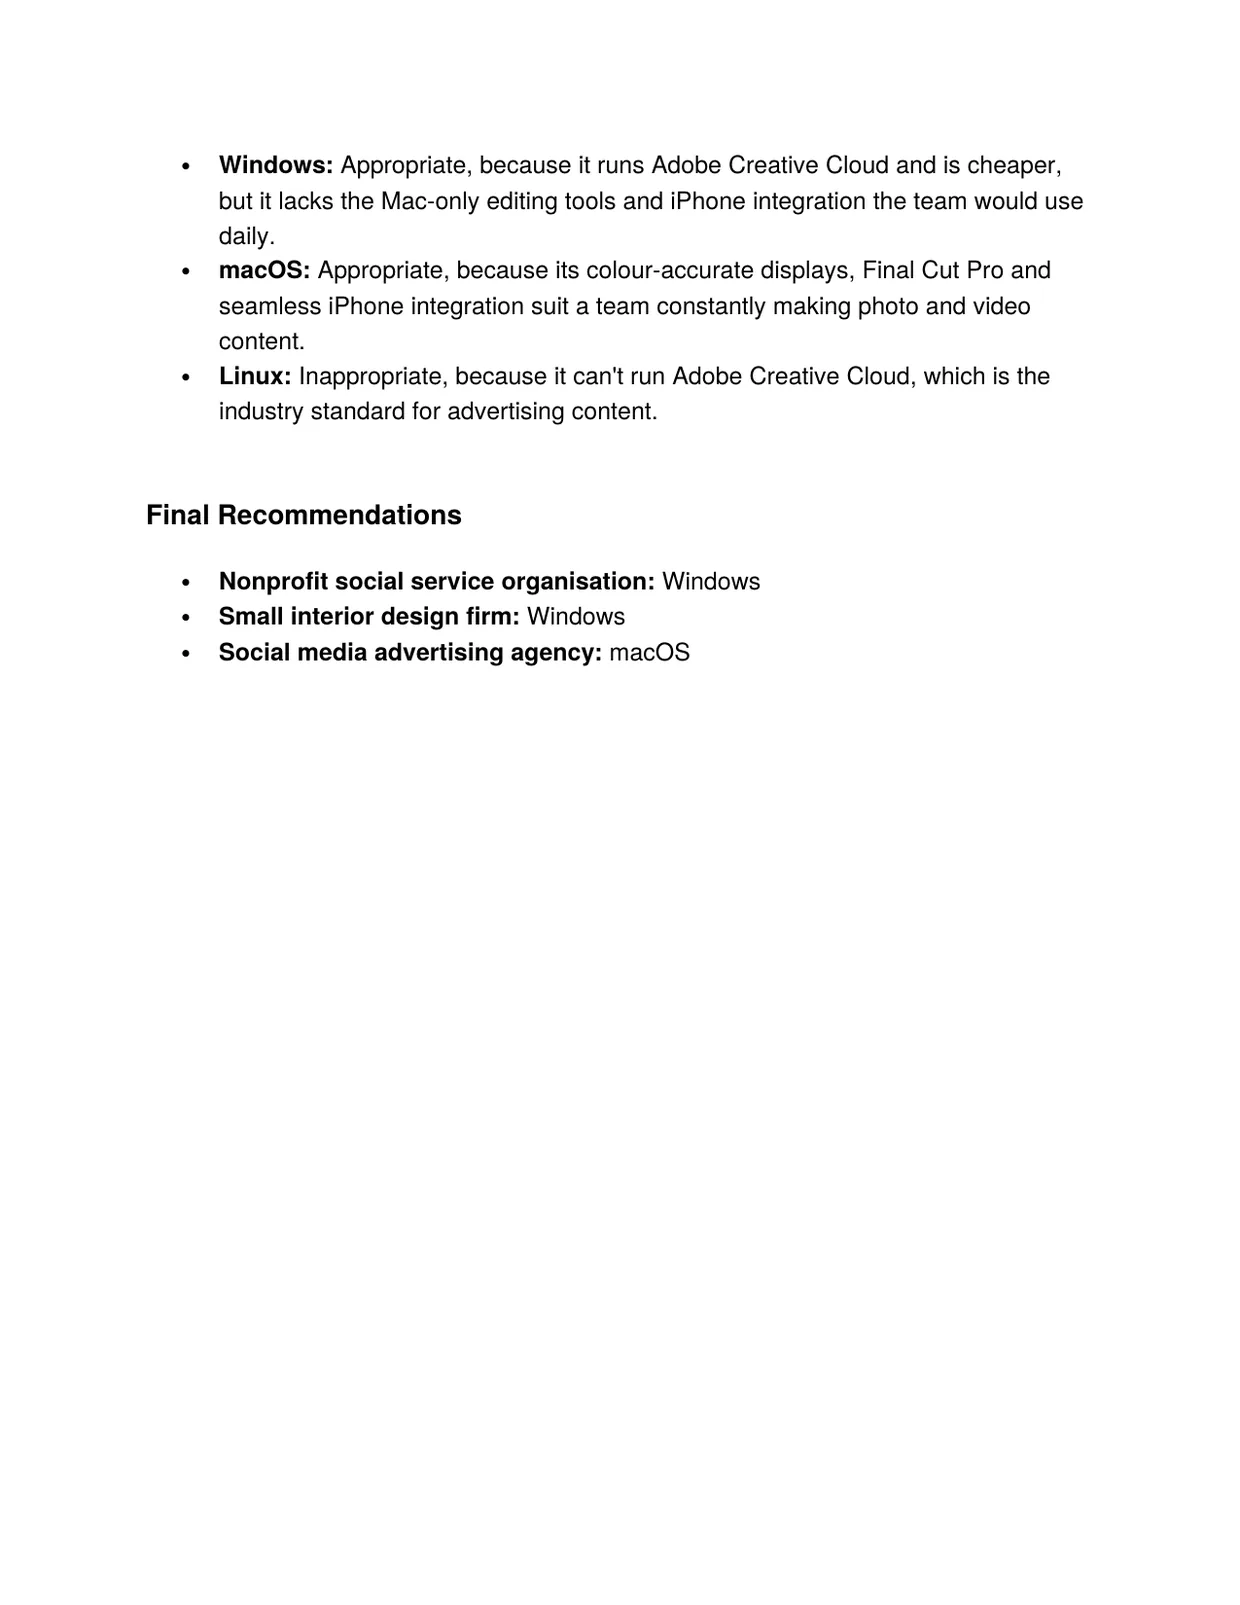 • Windows: Appropriate, because it runs Adobe Creative Cloud and is cheaper,
but it lacks the Mac-only editing tools and iPhone integration the team would use
daily.
• macOS: Appropriate, because its colour-accurate displays, Final Cut Pro and
seamless iPhone integration suit a team constantly making photo and video
content.
• Linux: Inappropriate, because it can't run Adobe Creative Cloud, which is the
industry standard for advertising content.
Final Recommendations
• Nonprofit social service organisation: Windows
• Small interior design firm: Windows
• Social media advertising agency: macOS